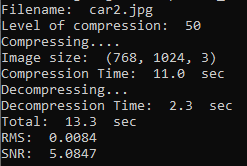 Filename:  car2.jpg
Level of compression:  50
Compressing....
Image size:  (768, 1024, 3)
Compression Time:  11.0  sec
Decompressing...
Decompression Time:  2.3  sec
Total:  13.3  sec
RMS:  0.0084
SNR:  5.0847